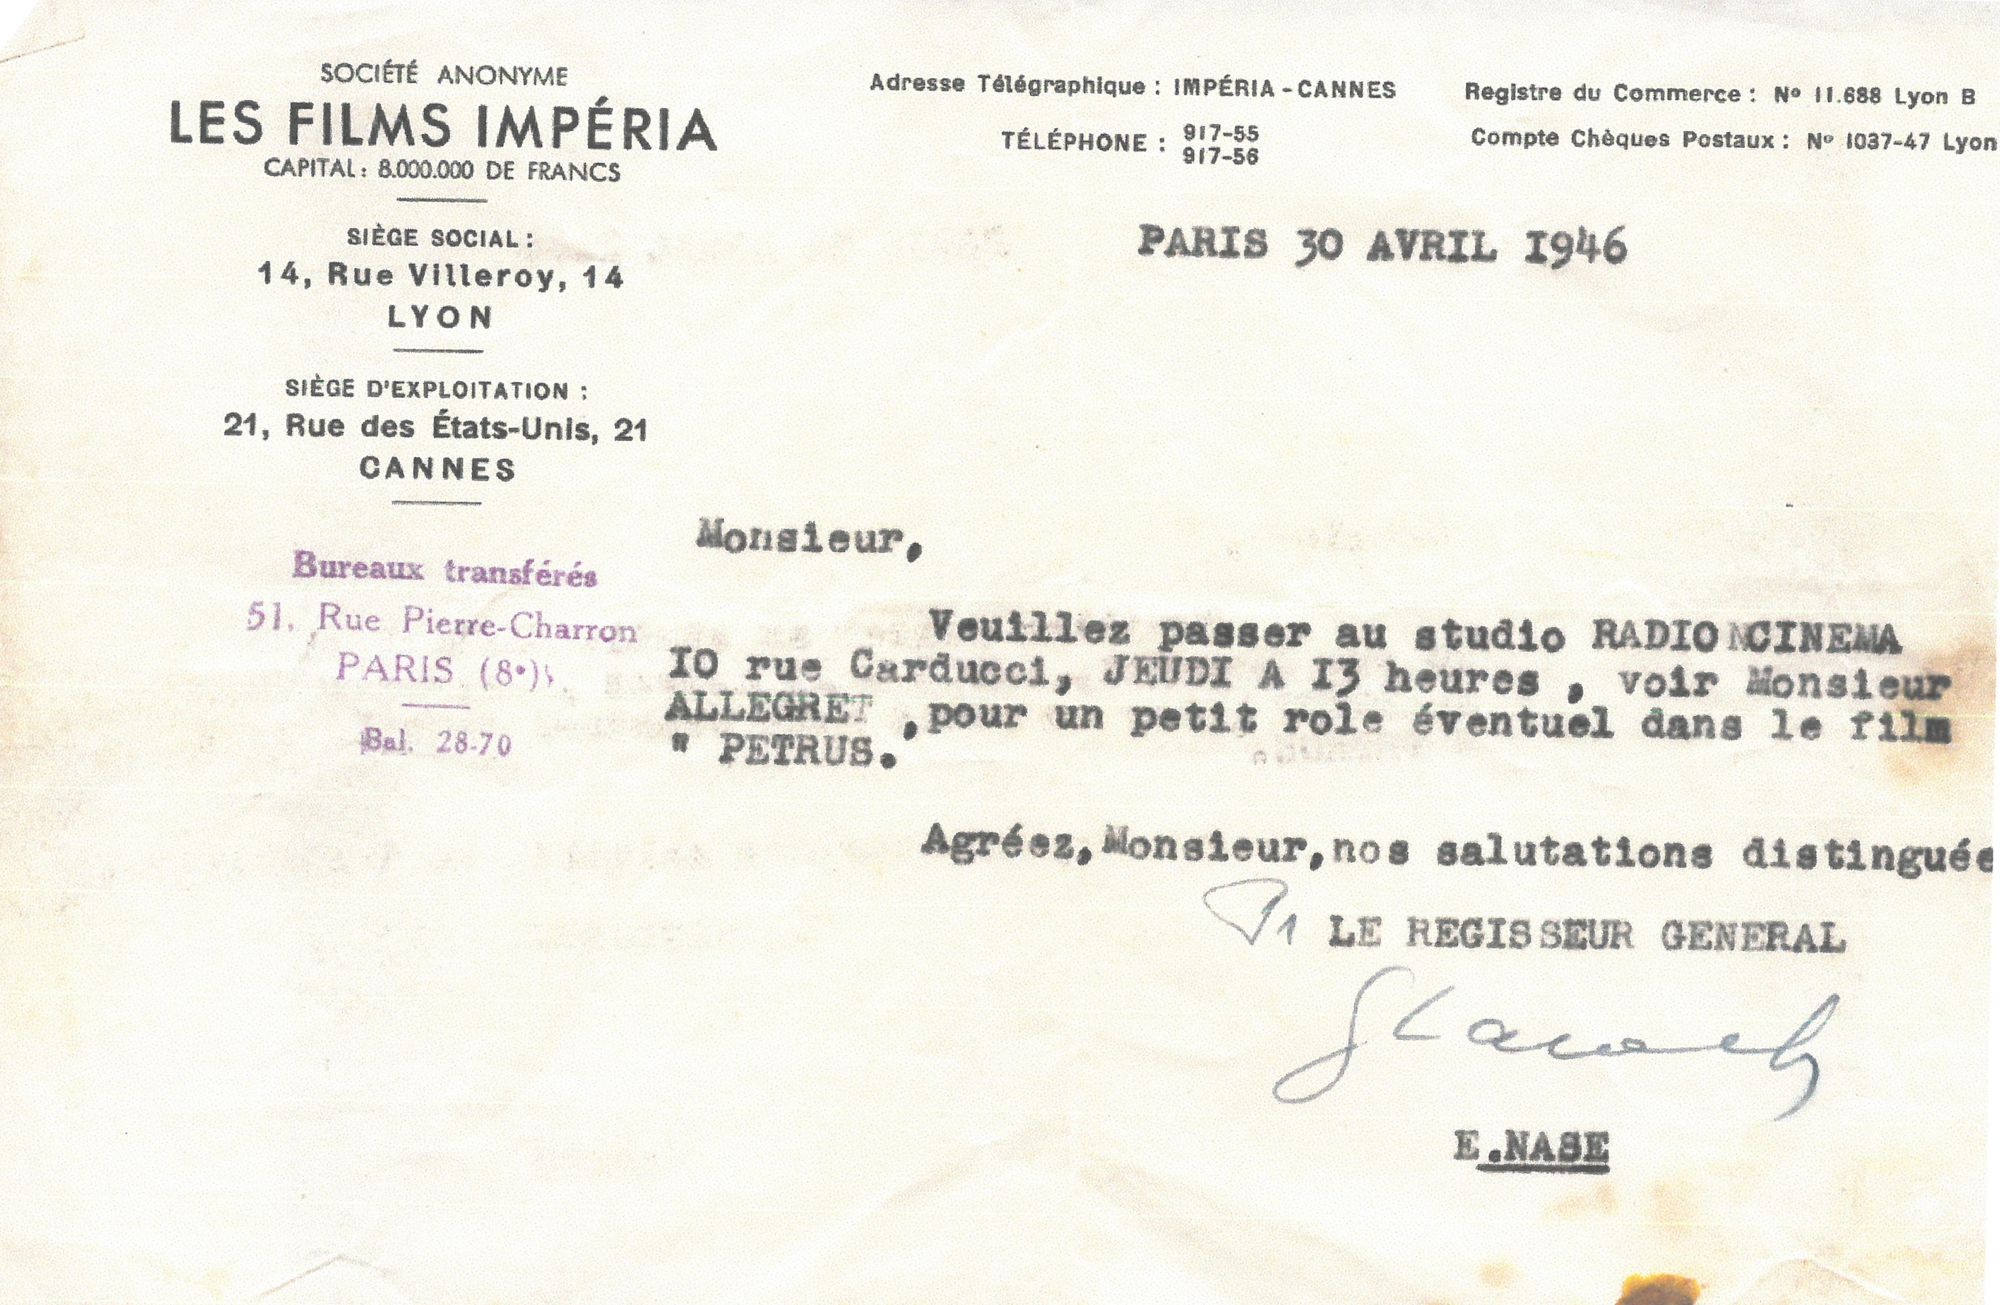 SOCIÉTÉ ANONYME
LES FILMS IMPÉRIA
CAPITAL: 8.000.000 DE FRANCS
SIÈGE SOCIAL:
14, Rue Villeroy, 14
LYON
SIÈGE D'EXPLOITATION :
21, Rue des États-Unis, 21
CANNES
Bureaux transférés
51, Rue Pierre-Charron
PARIS (8e)
Bal. 28-70
Adresse Télégraphique : IMPÉRIA - CANNES
TÉLÉPHONE : 917-55
917-56
Registre du Commerce : No 11.688 Lyon B
Compte Chèques Postaux : No 1037-47 Lyon
PARIS 30 AVRIL 1946
Monsieur,
Veuillez passer au studio RADIO CINEMA
10 rue Carducci, JEUDI A 13 heures , voir Monsieur
ALLEGRET ,pour un petit role éventuel dans le film
" PETRUS.
Agréez,Monsieur,nos salutations distinguée
LE REGISSEUR GENERAL
E.NASE